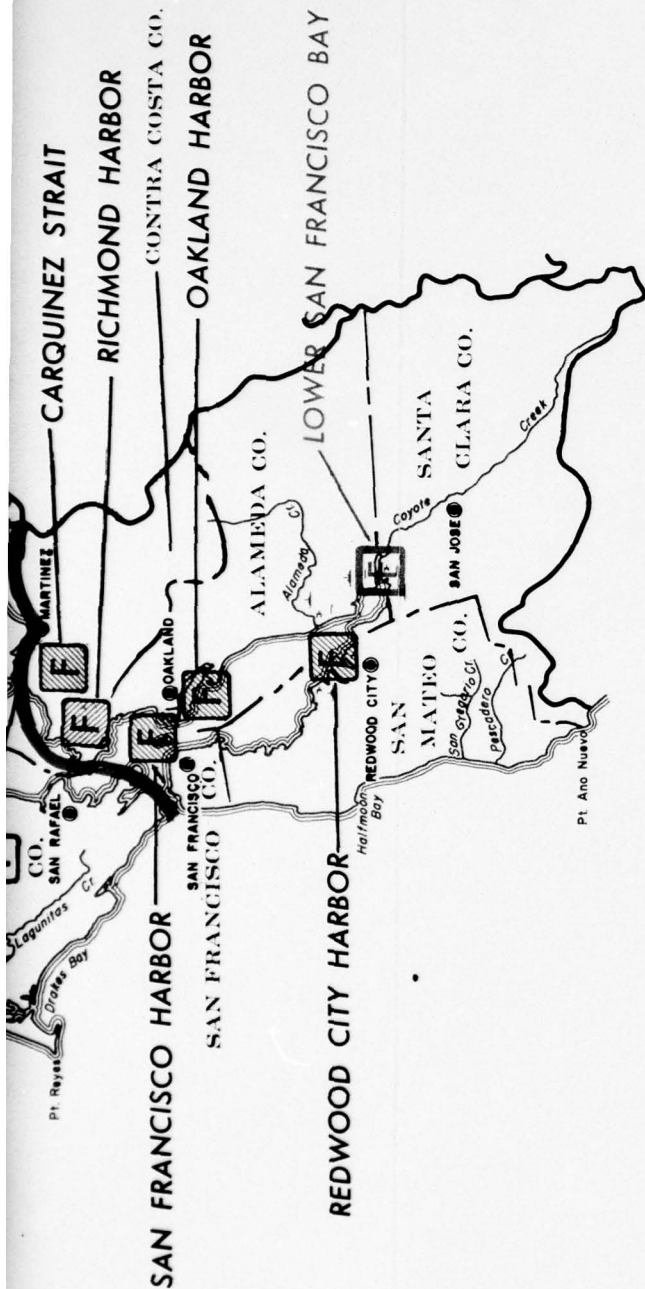 CARQUINEZ STRAIT
RICHMOND HARBOR
CONTRA COSTA CO.
OAKLAND HARBOR
LOWER SAN FRANCISCO BAY
MARTINEZ
F
F
F
F
F
E
OAKLAND
ALAMEDA CO.
Alameda
Cr
SANTA
CLARA CO.
Coyote
Creek
SAN JOSE
CO.
SAN RAFAEL
Lagunitas
Cr
Drakes Bay
Pt. Reyes
SAN FRANCISCO
SAN FRANCISCO CO.
SAN FRANCISCO HARBOR
REDWOOD CITY
REDWOOD CITY HARBOR
Halfmoon
Bay
SAN
MATEO
CO.
San Gregorio Cr
Pescadero
Cr
Pt. Ano Nuevo